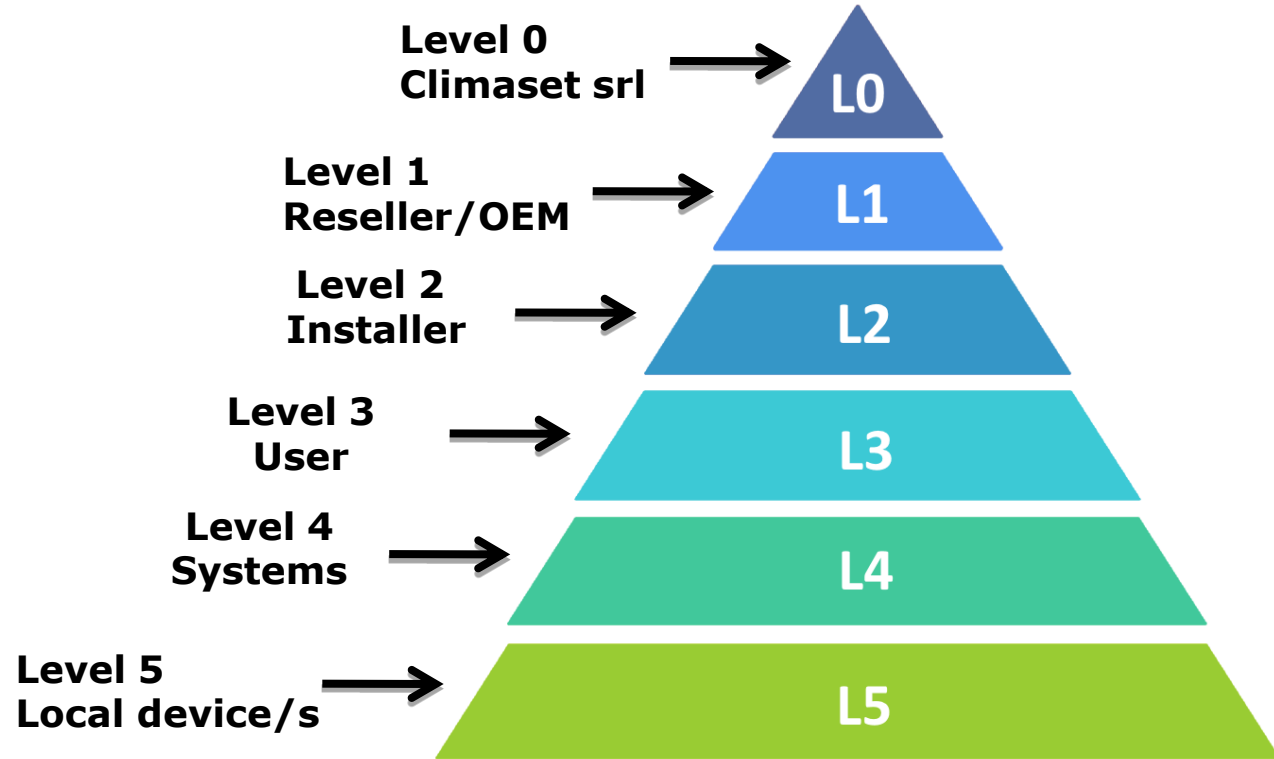 Level 0
Climaset srl
L0
Level 1
Reseller/OEM
L1
Level 2
Installer
L2
Level 3
User
L3
Level 4
Systems
L4
Level 5
Local device/s
L5